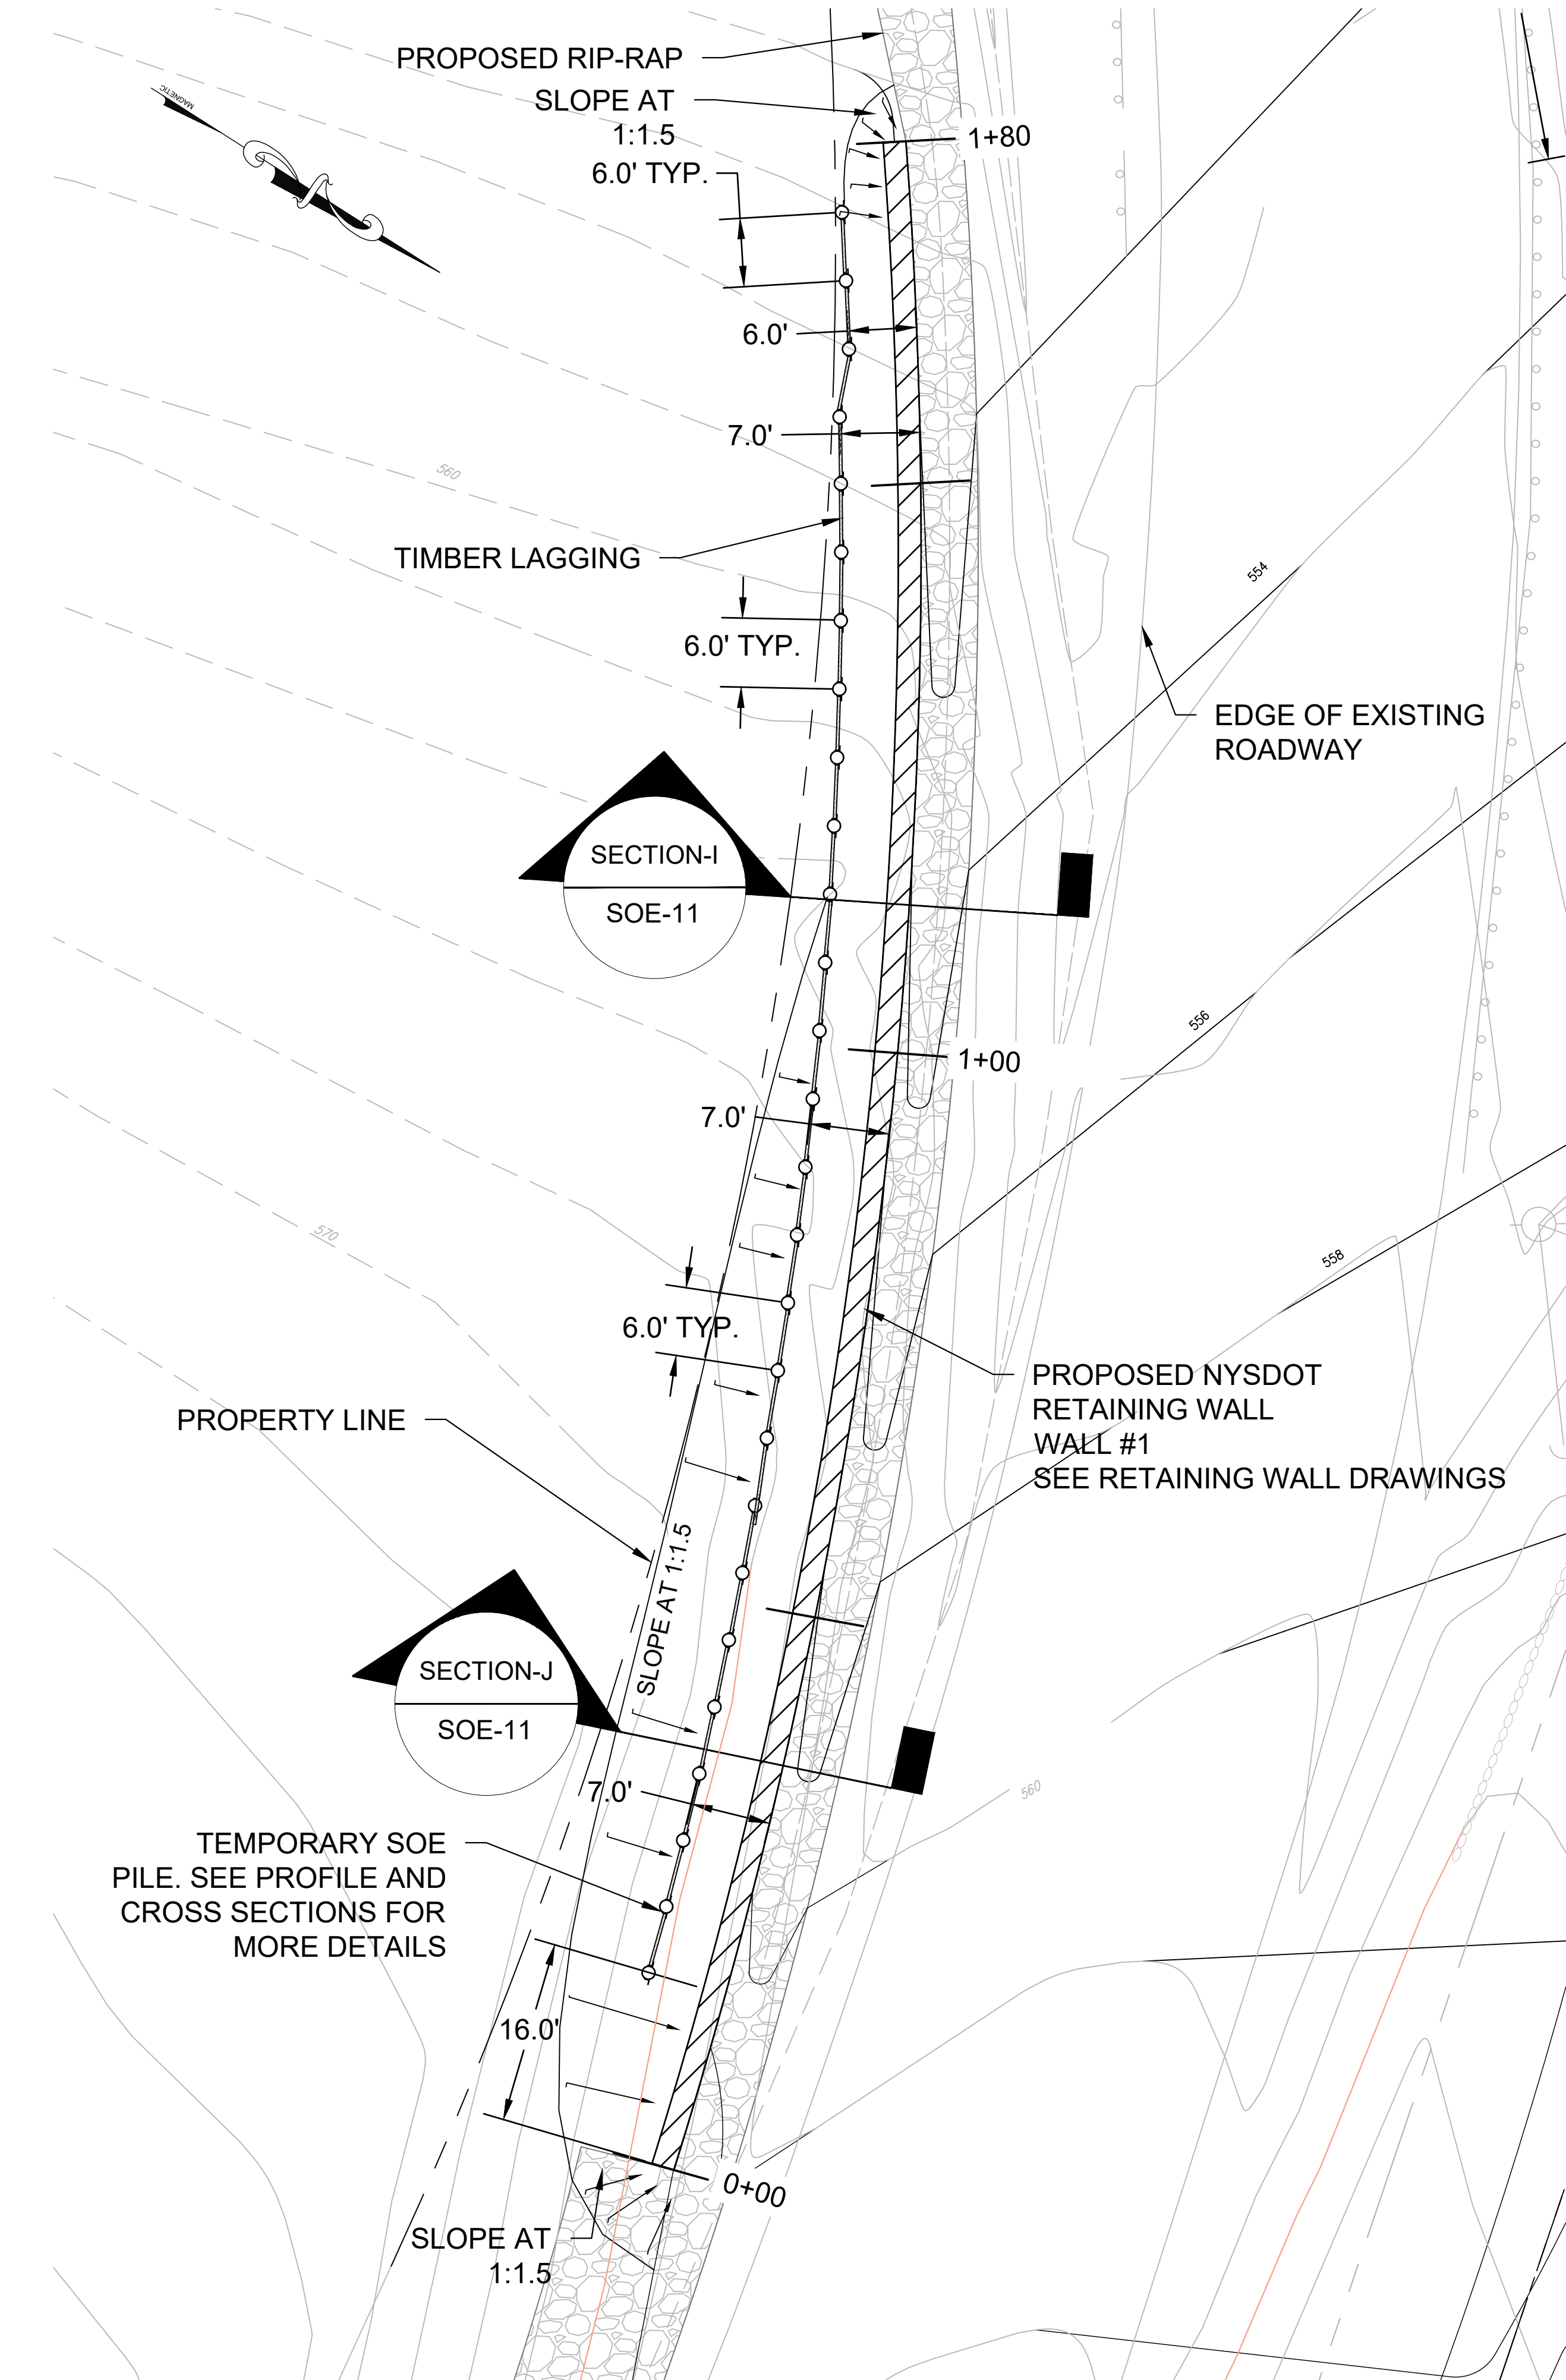 PROPOSED RIP-RAP
MAGNETIC
SLOPE AT
1:1.5
1+80
6.0' TYP.
6.0'
7.0'
560
TIMBER LAGGING
554
6.0' TYP.
EDGE OF EXISTING
ROADWAY
SECTION-I
SOE-11
556
1+00
7.0'
570
558
6.0' TYP.
PROPOSED NYSDOT
RETAINING WALL
WALL #1
SEE RETAINING WALL DRAWINGS
PROPERTY LINE
SLOPE AT 1:1.5
SECTION-J
SOE-11
7.0'
560
TEMPORARY SOE
PILE. SEE PROFILE AND
CROSS SECTIONS FOR
MORE DETAILS
16.0'
0+00
SLOPE AT
1:1.5